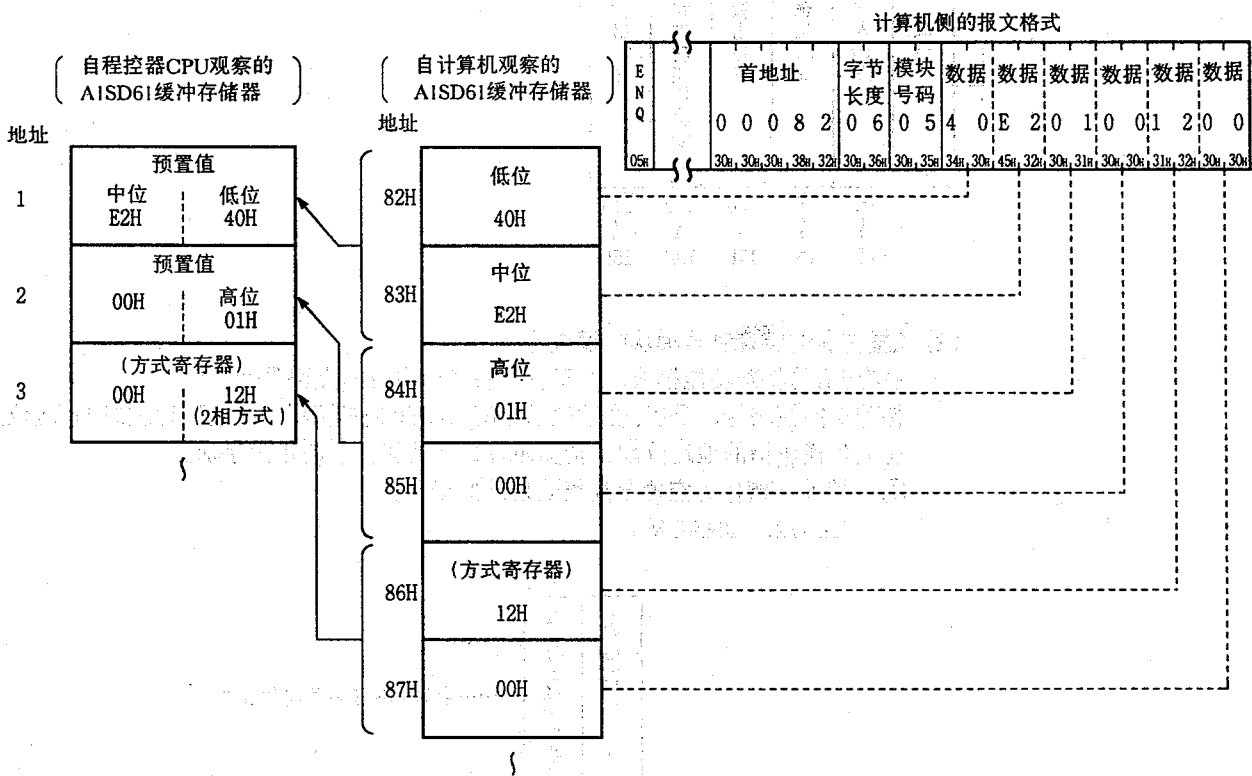 计算机侧的报文格式
自程控器CPU观察的
A1SD61缓冲存储器
自计算机观察的
A1SD61缓冲存储器
地址
地址
ENQ
首地址
字节
长度
模块
号码
数据 数据 数据 数据 数据 数据
0 0 0 8 2 0 6 0 5 4 0 E 2 0 1 0 0 1 2 0 0
05H 30H 30H 30H 38H 32H 30H 36H 30H 35H 34H 30H 45H 32H 30H 31H 30H 30H 31H 32H 30H 30H
1
预置值
中位 低位
E2H 40H
2
预置值
00H 高位
01H
3
(方式寄存器)
00H 12H
(2相方式)
82H
低位
40H
83H
中位
E2H
84H
高位
01H
85H
00H
86H
(方式寄存器)
12H
87H
00H